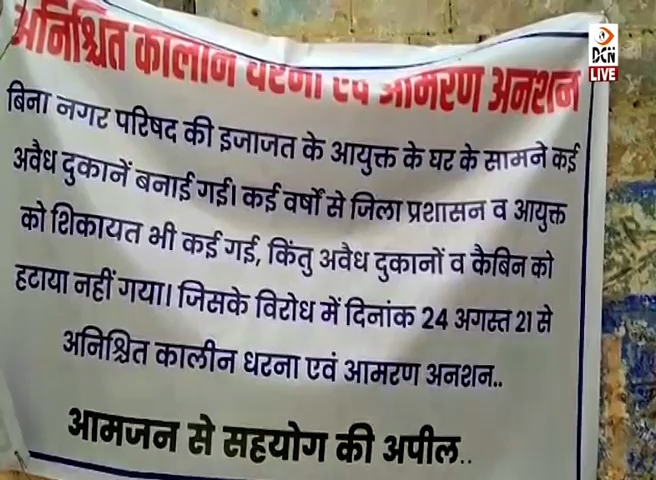 अनिश्चित कालीन धरना एवं आमरण अनशन
बिना नगर परिषद की इजाजत के आयुक्त के घर के सामने कई
अवैध दुकानें बनाई गई। कई वर्षो से जिला प्रशासन व आयुक्त
को शिकायत भी कई गई, किंतु अवैध दुकानों व कैबिन को
हटाया नहीं गया। जिसके विरोध में दिनांक 24 अगस्त 21 से
अनिश्चित कालीन धरना एवं आमरण अनशन..
आमजन से सहयोग की अपील..
DCN
LIVE